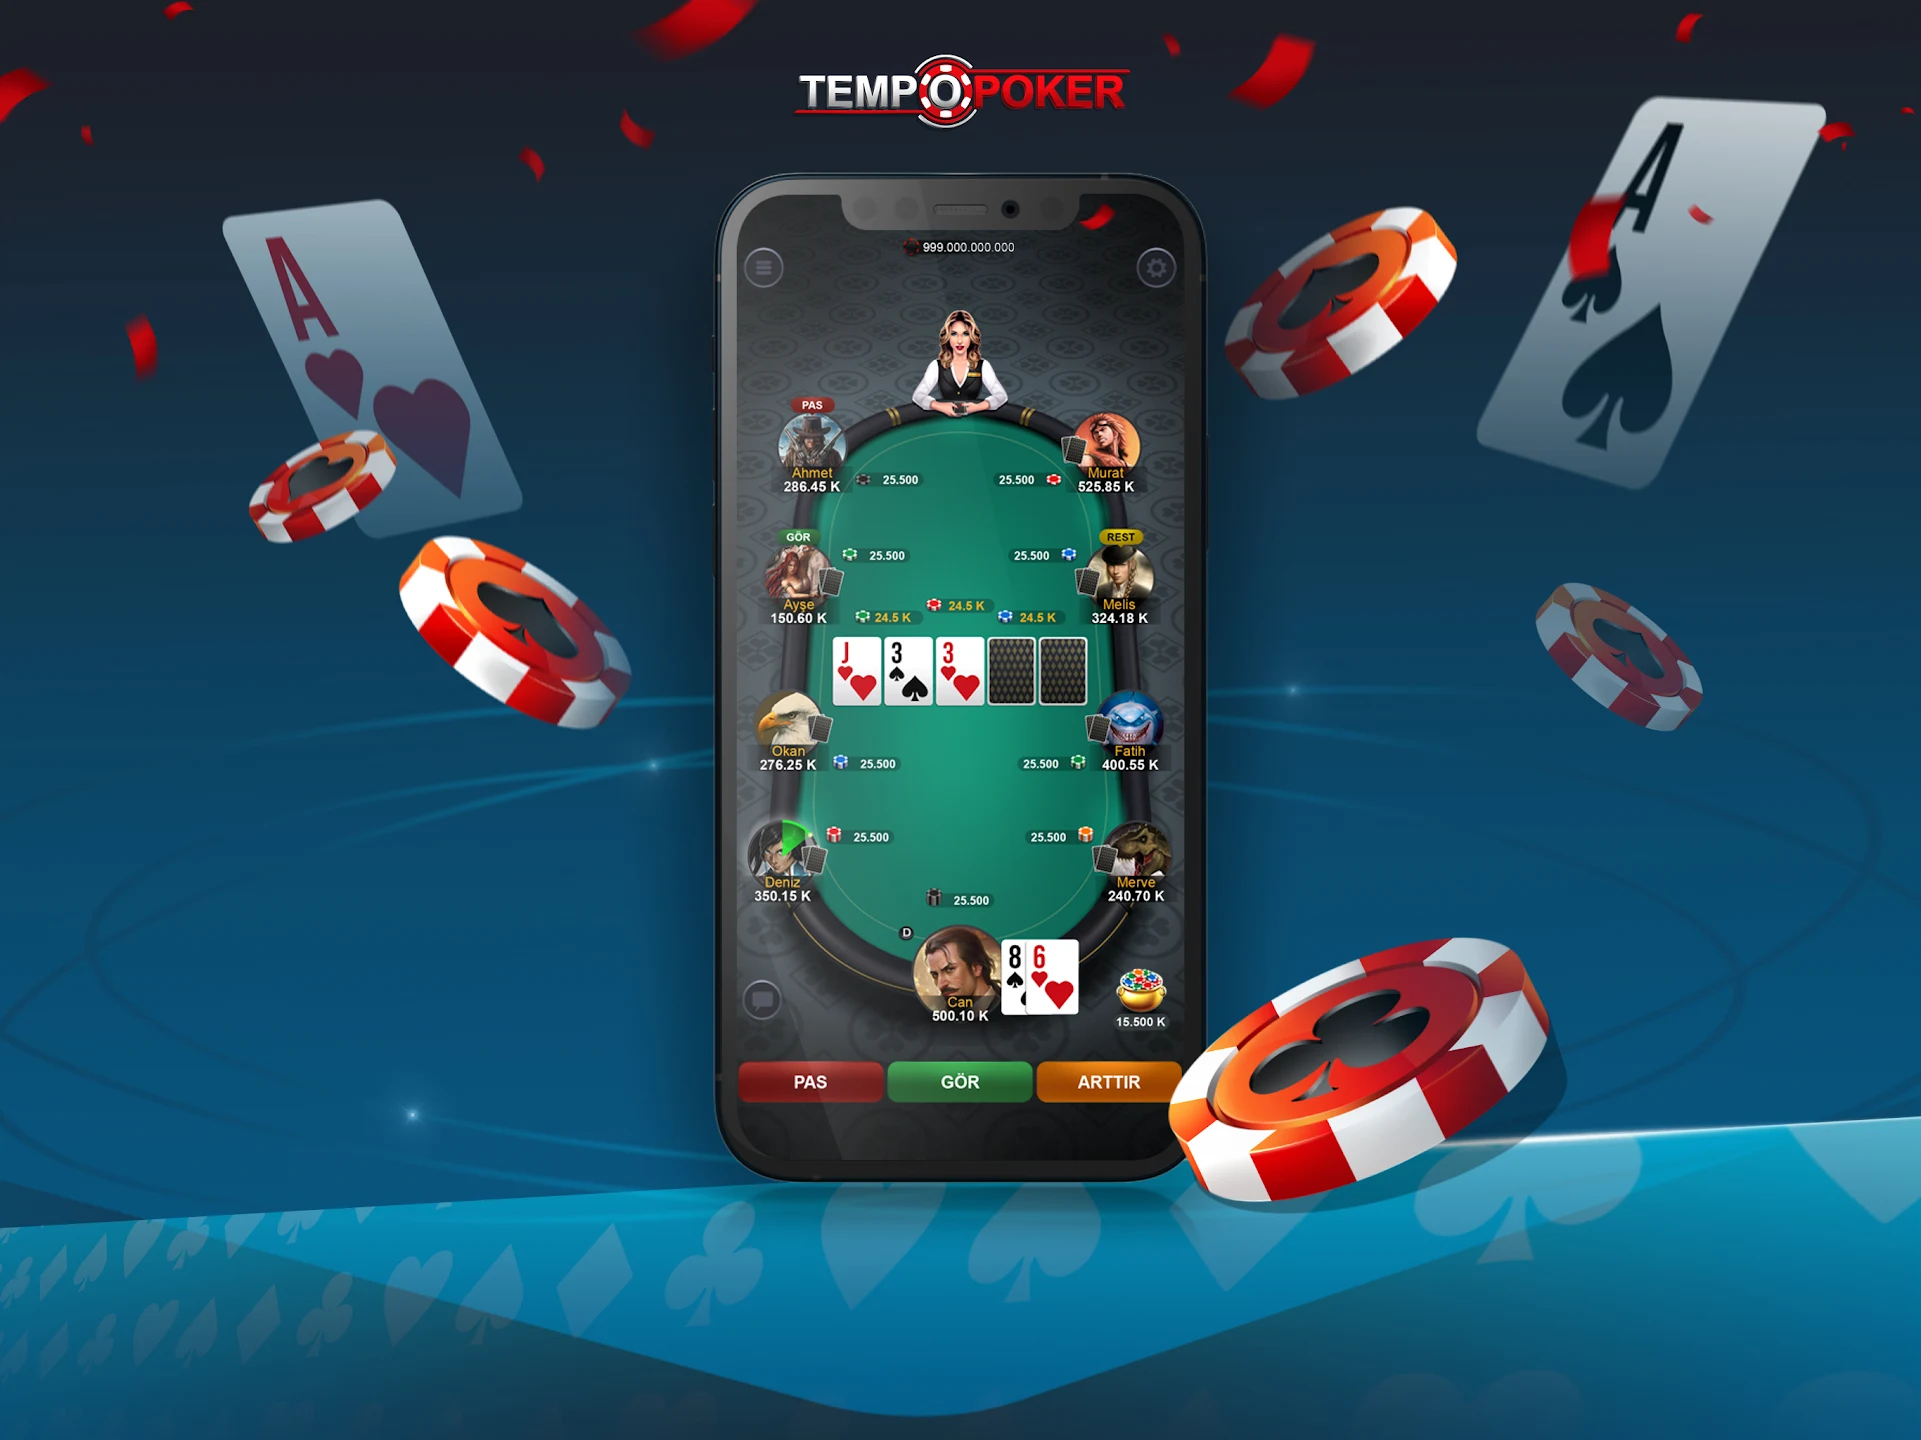 TEMPOPOKER
A
A
999.000.000.000
PAS
Ahmet
286.45 K
25.500
25.500
Murat
525.85 K
GÖR
Ayşe
150.60 K
25.500
25.500
REST
Melis
324.18 K
24.5 K
24.5 K
24.5 K
J
3
3
Okan
276.25 K
25.500
25.500
Fatih
400.55 K
Deniz
350.15 K
25.500
25.500
Merve
240.70 K
25.500
D
8
6
Can
500.10 K
15.500 K
PAS
GÖR
ARTTIR